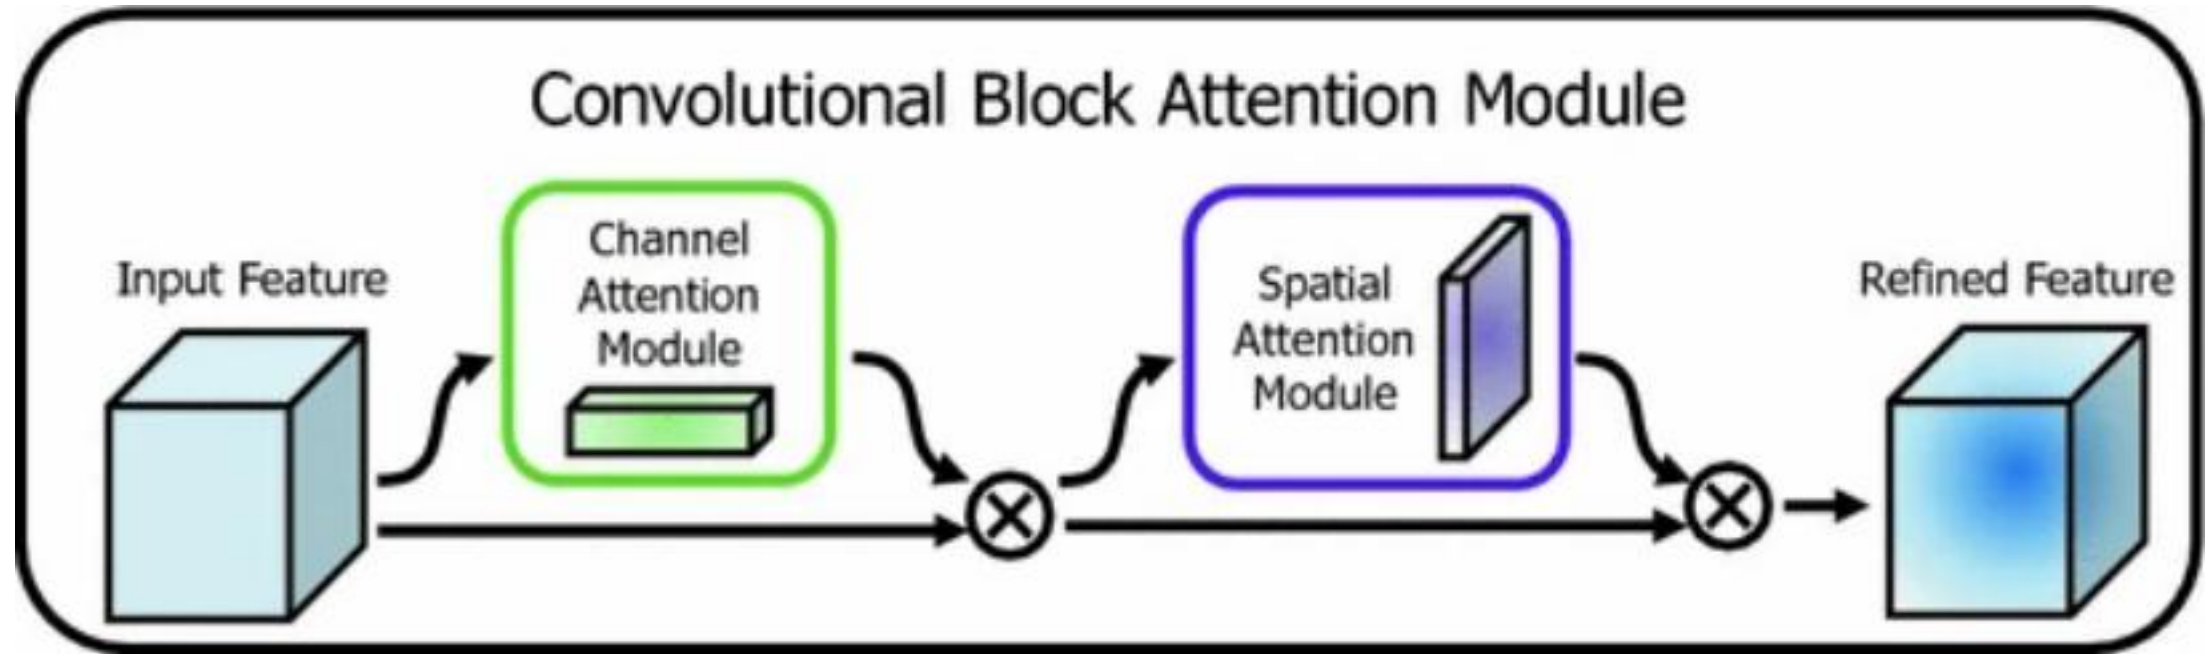 Convolutional Block Attention Module
Input Feature
Channel
Attention
Module
Spatial
Attention
Module
Refined Feature